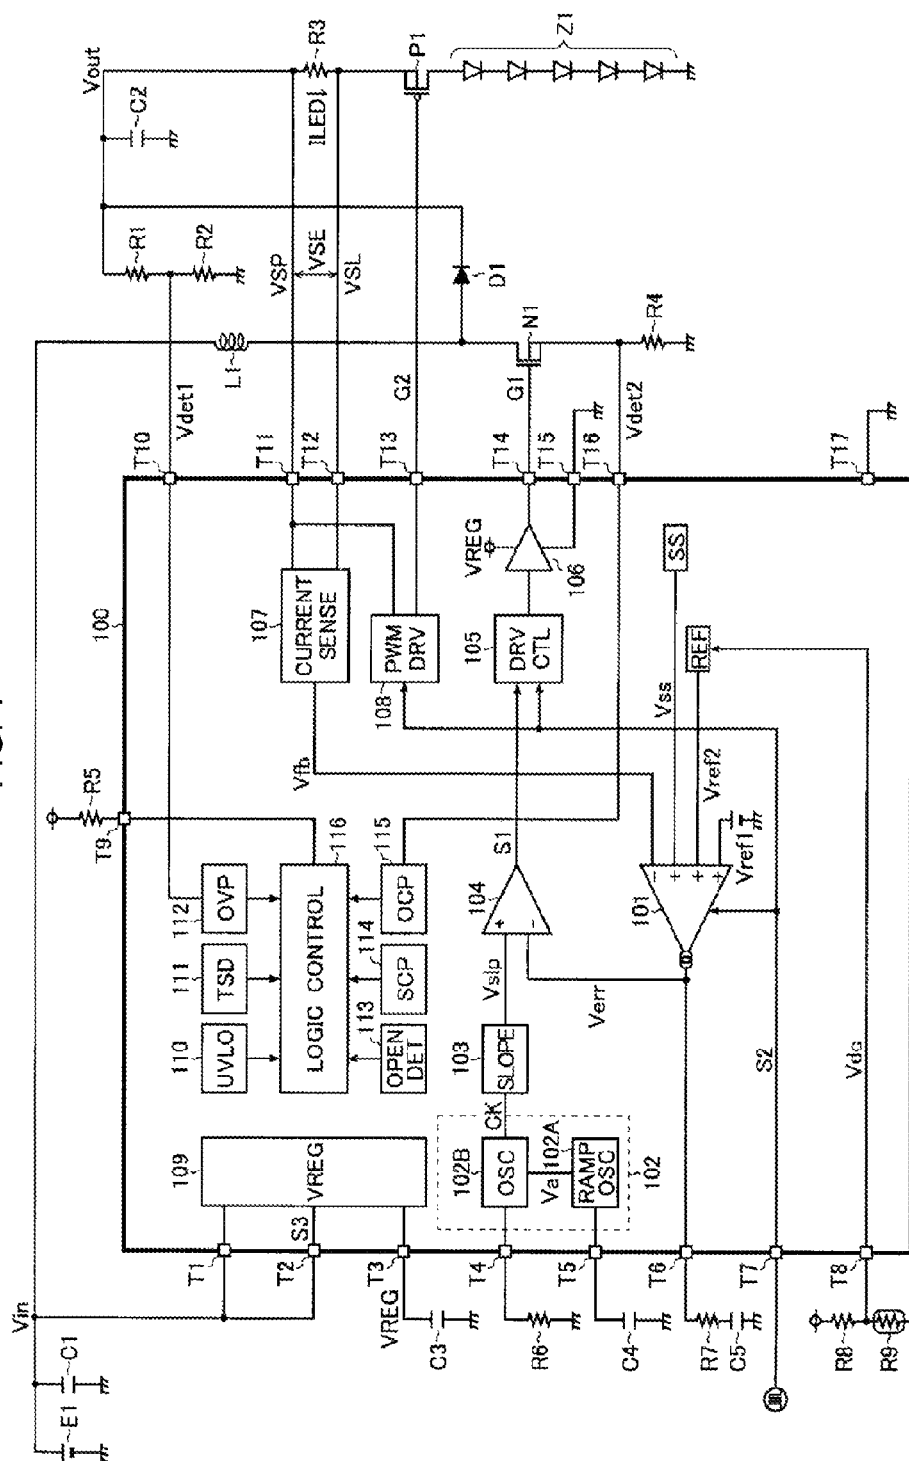 Vin
E1
C1
L1
Vout
C2
R1
R2
R3
ILED↓
P1
Z1
VSP
VSE
VSL
D1
N1
R4
Vdet1
G2
G1
Vdet2
100
R5
T9
T10
T11
T12
T13
T14
T15
T16
T17
T1
T2
T3
T4
T5
T6
T7
T8
S3
VREG
C3
R6
C4
R7
C5
R8
R9
109
VREG
110
UVLO
111
TSD
112
OVP
LOGIC CONTROL
116
113
OPEN
DET
114
SCP
115
OCP
107
CURRENT
SENSE
Vfb
108
PWM
DRV
105
DRV
CTL
VREG
106
102
102B
OSC
Va
102A
RAMP
OSC
CK
103
SLOPE
Vslp
Verr
104
+
−
S1
101
−
+
+
+
Vss
SS
REF
Vref2
Vref1
S2